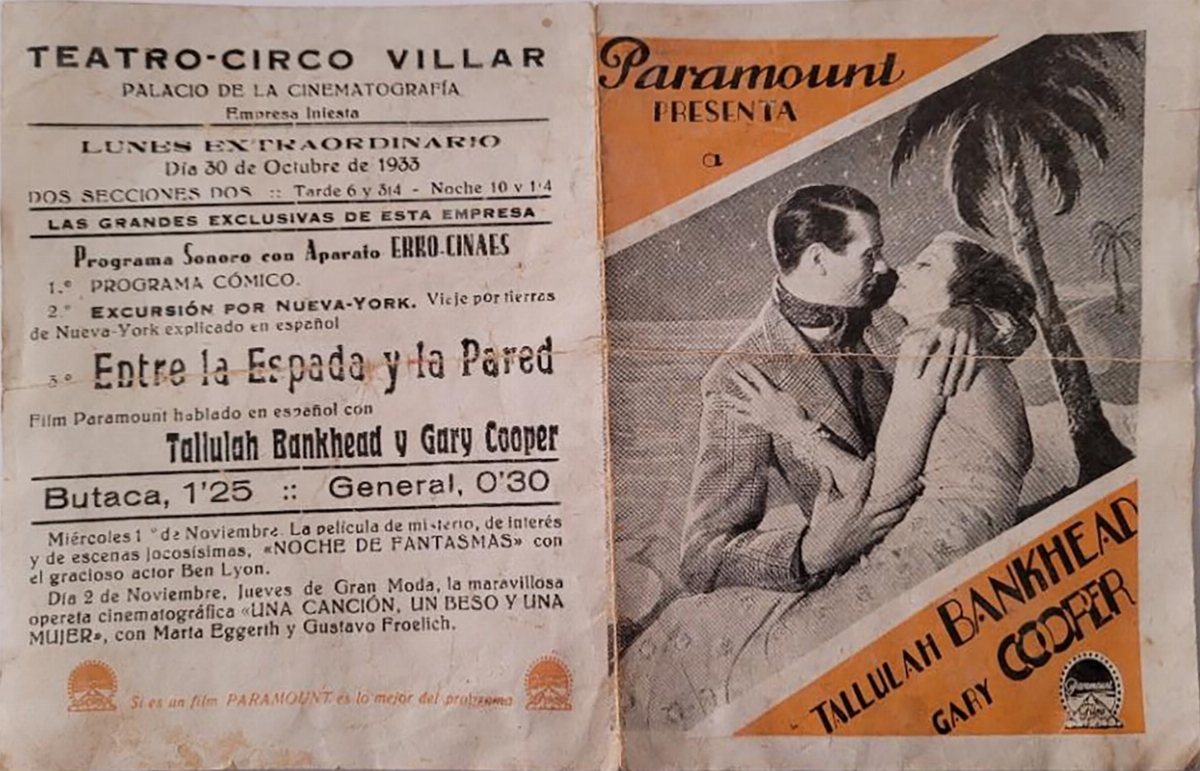 TEATRO-CIRCO VILLAR
PALACIO DE LA CINEMATOGRAFÍA
Empresa Iniesta
LUNES EXTRAORDINARIO
Día 30 de Octubre de 1933
DOS SECCIONES DOS :: Tarde 6 y 3¡4 - Noche 10 y 1·4
LAS GRANDES EXCLUSIVAS DE ESTA EMPRESA
Programa Sonoro con Aparato ERKO-CINAES
1.º PROGRAMA CÓMICO.
2.º EXCURSIÓN POR NUEVA-YORK. Vieje por tierras
de Nueva-York explicado en español
3º Entre la Espada y la Pared
Film Paramount hablado en español con
Tallulah Bankhead y Gary Cooper
Butaca, 1'25 :: General, 0'30
Miércoles 1º de Noviembre. La película de misterio, de interés
y de escenas jocosísimas, «NOCHE DE FANTASMAS» con
el gracioso actor Ben Lyon.
Día 2 de Noviembre. Jueves de Gran Moda, la maravillosa
opereta cinematográfica «UNA CANCIÓN, UN BESO Y UNA
MUJER», con Marta Eggerth y Gustavo Froelich.
Si es un film PARAMOUNT es lo mejor del programa
Paramount
PRESENTA
a
TALLULAH BANKHEAD
GARY COOPER
Paramount
Films